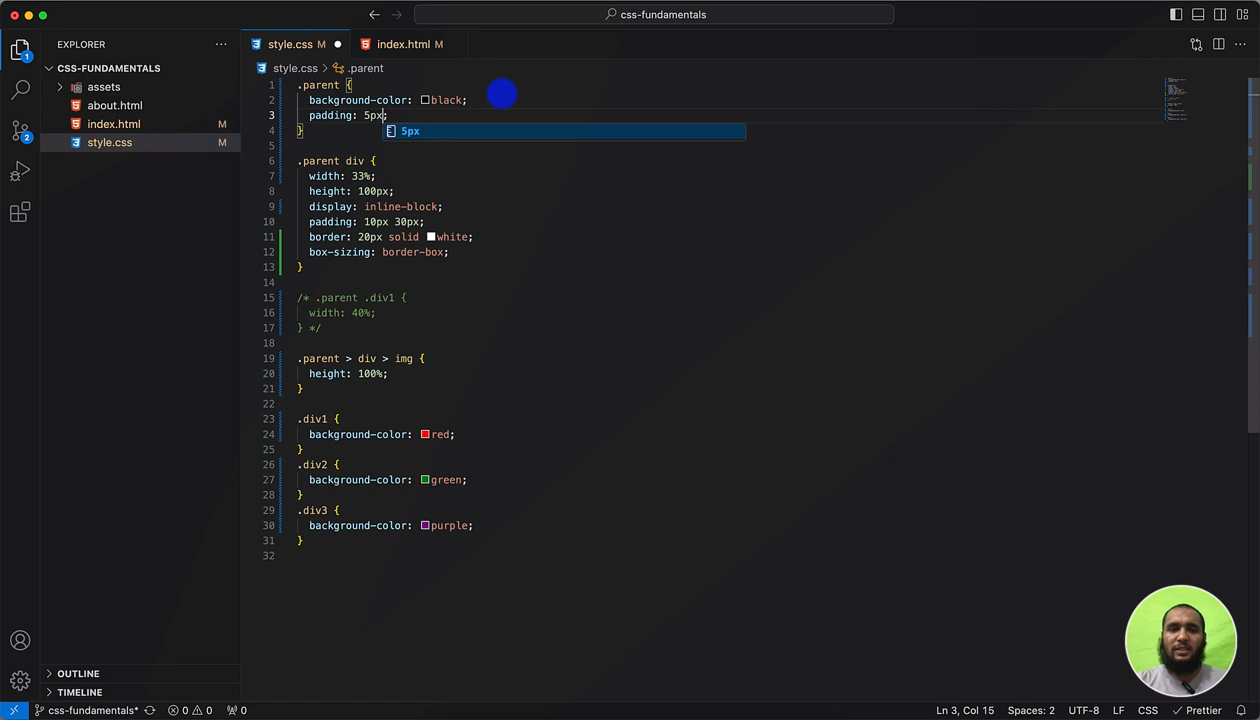 css-fundamentals
EXPLORER
style.css M
index.html M
CSS-FUNDAMENTALS
style.css > .parent
assets
about.html
index.html M
style.css M
1
2
1 .parent {
2 background-color: black;
3 padding: 5px;
5px
4 }
5
6 .parent div {
7 width: 33%;
8 height: 100px;
9 display: inline-block;
10 padding: 10px 30px;
11 border: 20px solid white;
12 box-sizing: border-box;
13 }
14
15 /* .parent .div1 {
16 width: 40%;
17 } */
18
19 .parent > div > img {
20 height: 100%;
21 }
22
23 .div1 {
24 background-color: red;
25 }
26 .div2 {
27 background-color: green;
28 }
29 .div3 {
30 background-color: purple;
31 }
32
OUTLINE
TIMELINE
css-fundamentals* 0 0 0 Ln 3, Col 15 Spaces: 2 UTF-8 LF CSS Prettier